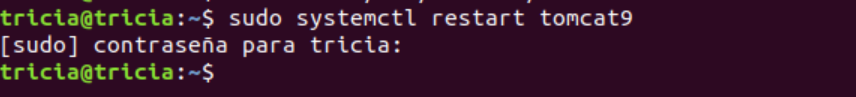 tricia@tricia:~$ sudo systemctl restart tomcat9
[sudo] contraseña para tricia:
tricia@tricia:~$